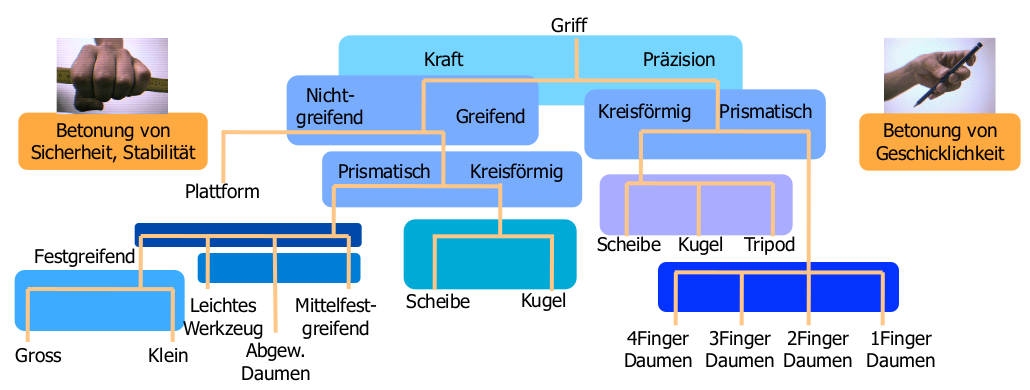 Griff
Kraft
Präzision
Nicht-
greifend
Greifend
Kreisförmig
Prismatisch
Betonung von
Sicherheit, Stabilität
Betonung von
Geschicklichkeit
Plattform
Prismatisch
Kreisförmig
Festgreifend
Scheibe
Kugel
Tripod
Leichtes
Werkzeug
Mittelfest-
greifend
Scheibe
Kugel
Gross
Klein
Abgew.
Daumen
4Finger
Daumen
3Finger
Daumen
2Finger
Daumen
1Finger
Daumen